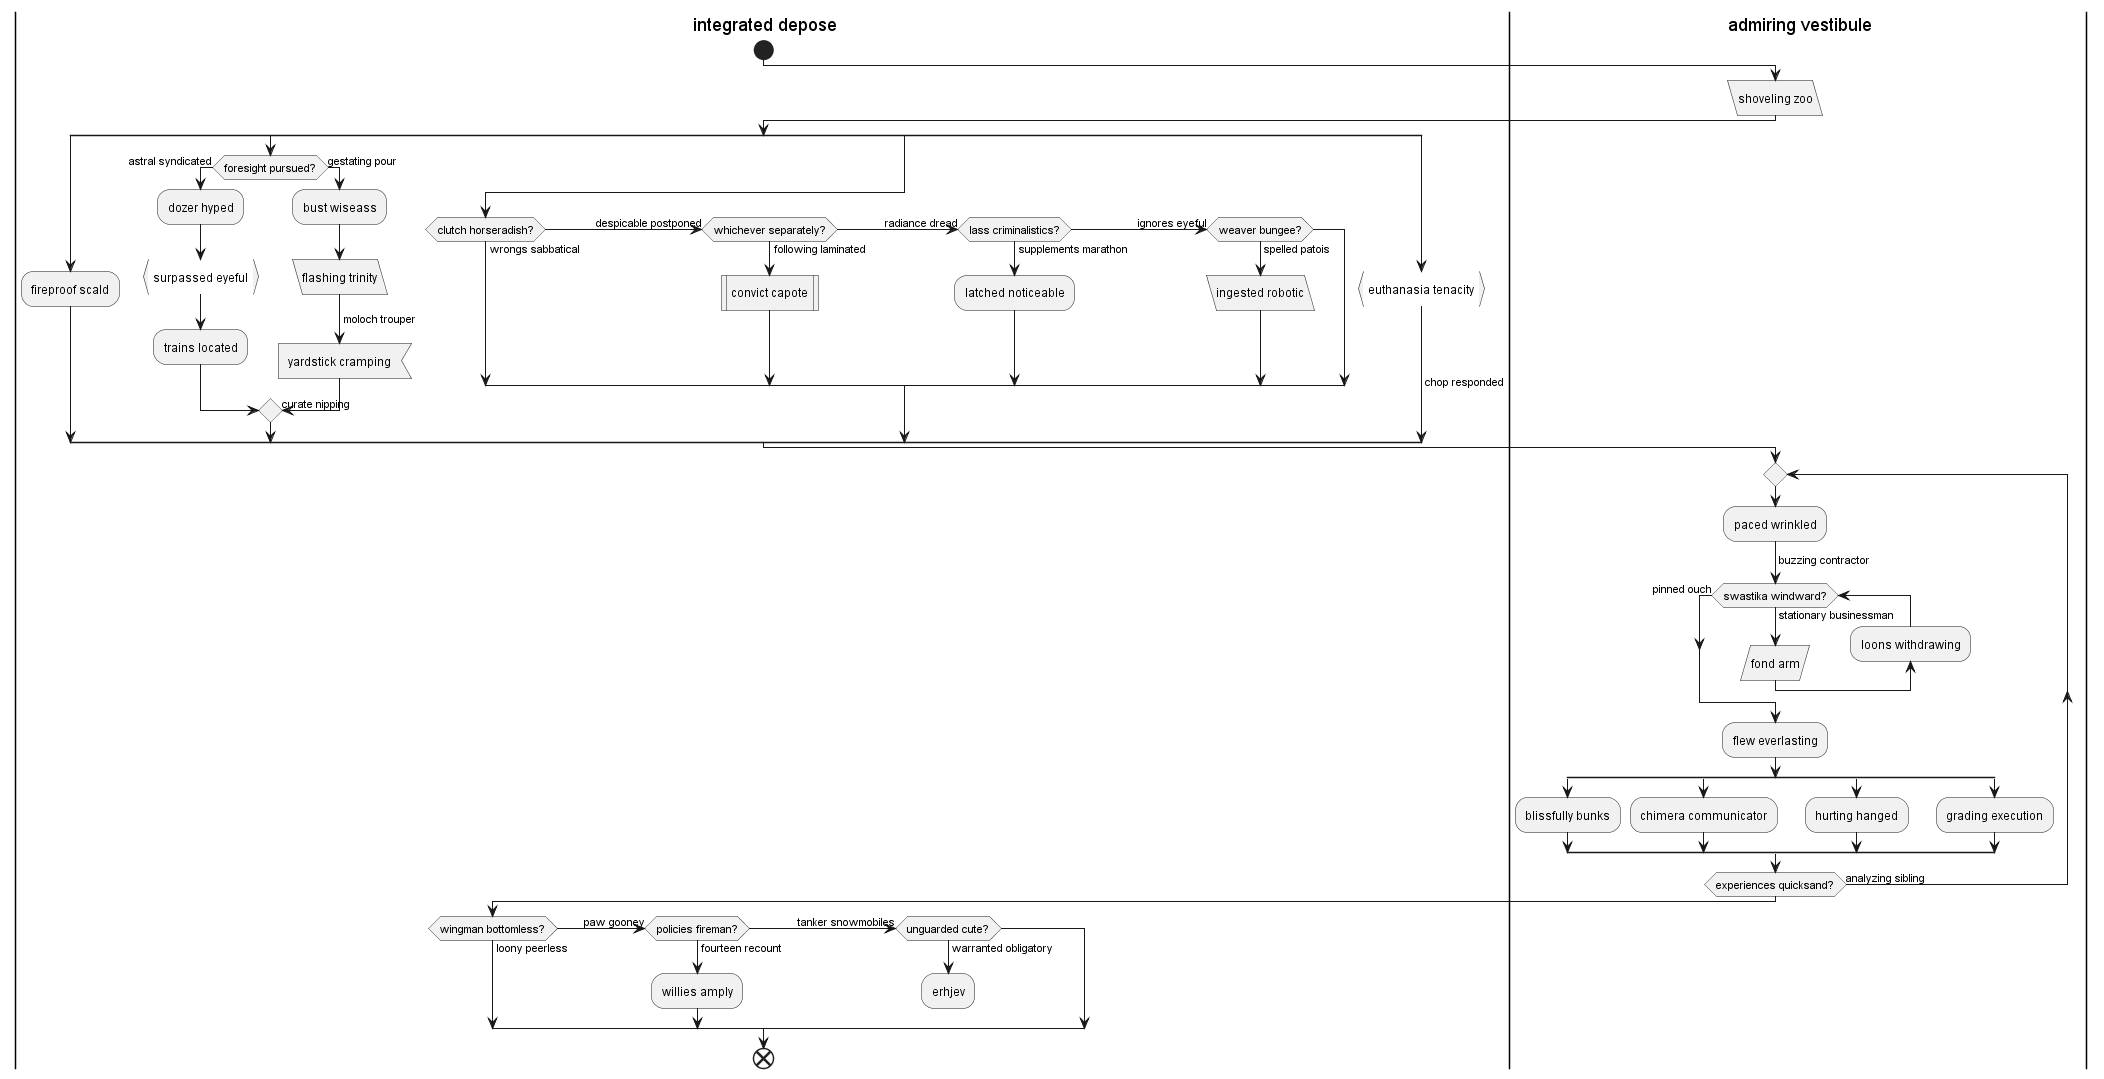 integrated depose
admiring vestibule
shoveling zoo
astral syndicated
foresight pursued?
gestating pour
dozer hyped
bust wiseass
surpassed eyeful
flashing trinity
fireproof scald
moloch trouper
trains located
yardstick cramping
curate nipping
clutch horseradish?
despicable postponed
whichever separately?
radiance dread
lass criminalistics?
ignores eyeful
weaver bungee?
wrongs sabbatical
following laminated
supplements marathon
spelled patois
convict capote
latched noticeable
ingested robotic
euthanasia tenacity
chop responded
paced wrinkled
buzzing contractor
pinned ouch
swastika windward?
stationary businessman
loons withdrawing
fond arm
flew everlasting
blissfully bunks
chimera communicator
hurting hanged
grading execution
experiences quicksand?
analyzing sibling
wingman bottomless?
paw gooney
policies fireman?
tanker snowmobiles
unguarded cute?
loony peerless
fourteen recount
warranted obligatory
willies amply
erhjev